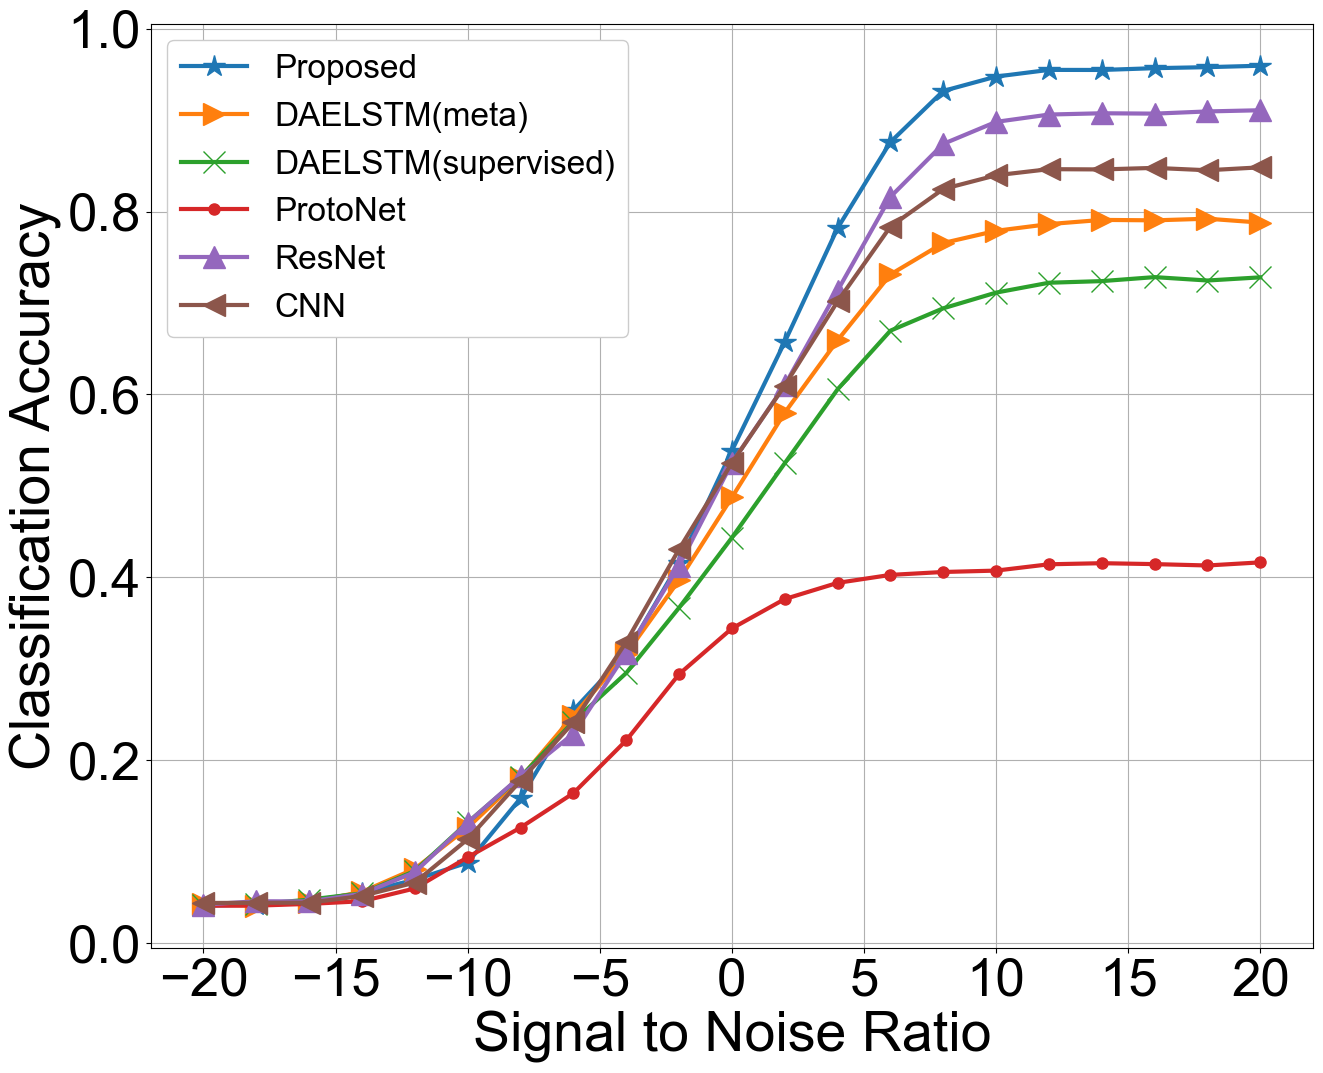 1.0
0.8
0.6
0.4
0.2
0.0
Classification Accuracy
Proposed
DAELSTM(meta)
DAELSTM(supervised)
ProtoNet
ResNet
CNN
−20 −15 −10 −5 0 5 10 15 20
Signal to Noise Ratio